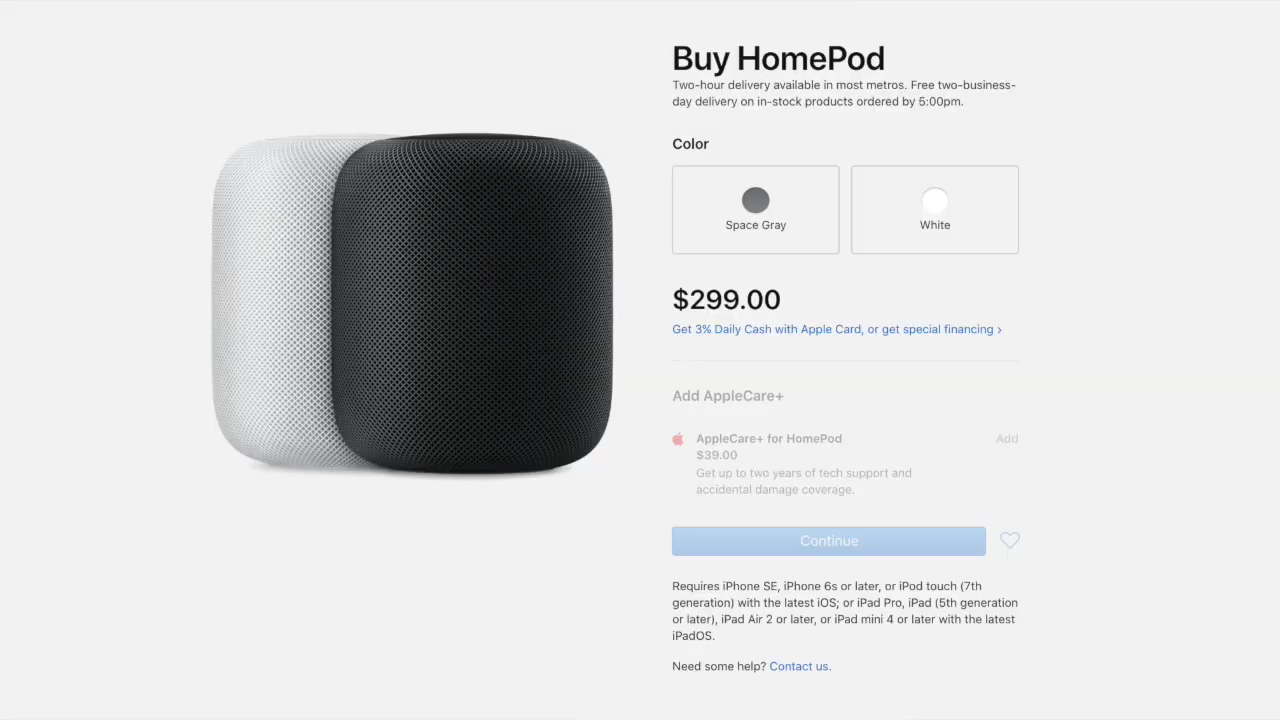 Buy HomePod
Two-hour delivery available in most metros. Free two-business-
day delivery on in-stock products ordered by 5:00pm.
Color
Space Gray
White
$299.00
Get 3% Daily Cash with Apple Card, or get special financing ›
Add AppleCare+
AppleCare+ for HomePod
Add
$39.00
Get up to two years of tech support and
accidental damage coverage.
Continue
Requires iPhone SE, iPhone 6s or later, or iPod touch (7th
generation) with the latest iOS; or iPad Pro, iPad (5th generation
or later), iPad Air 2 or later, or iPad mini 4 or later with the latest
iPadOS.
Need some help? Contact us.